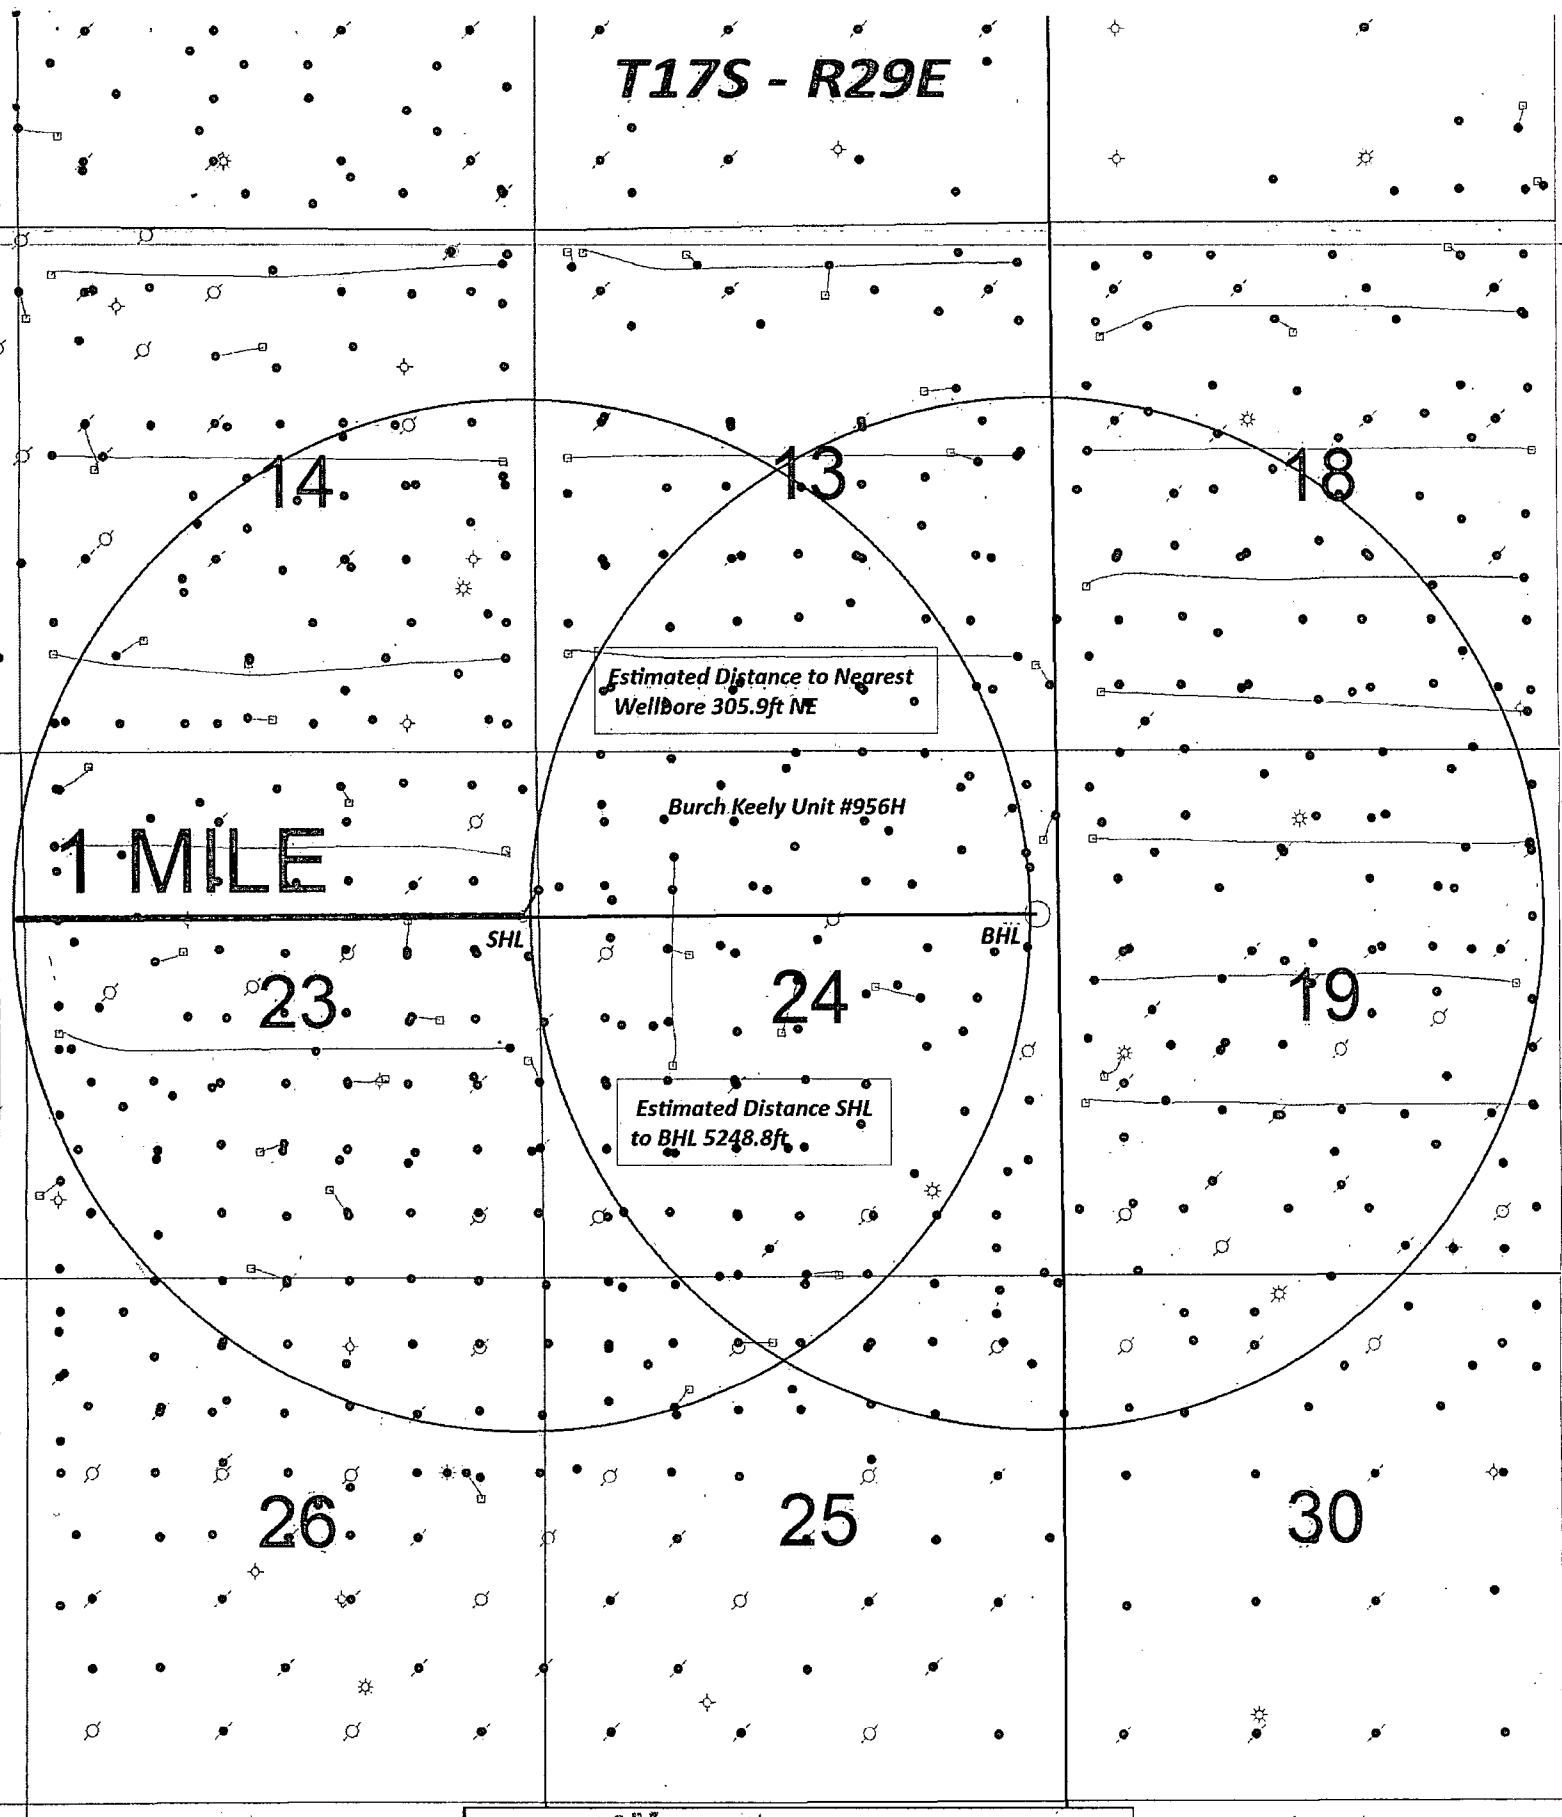 T17S - R29E
14
13
18
Estimated Distance to Nearest
Wellbore 305.9ft NE
Burch Keely Unit #956H
1 MILE
SHL
BHL
23
24
19
Estimated Distance SHL
to BHL 5248.8ft
26
25
30